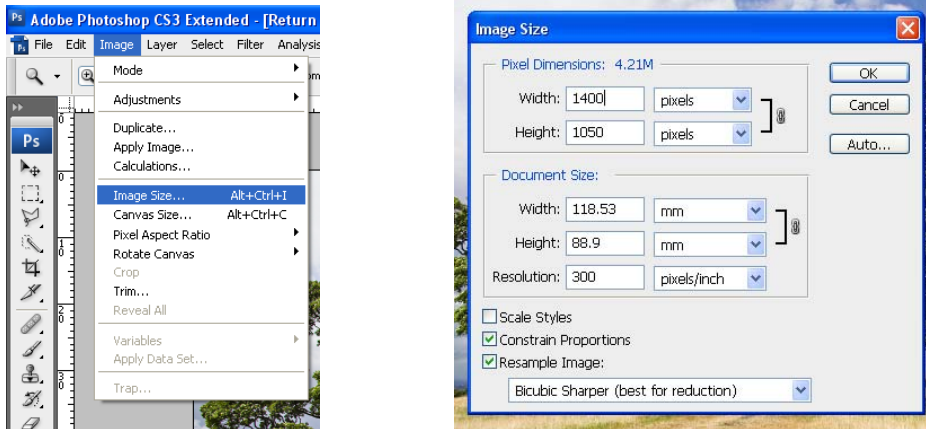 Ps Adobe Photoshop CS3 Extended - [Return
Ps File Edit Image Layer Select Filter Analysis
Mode
Adjustments
Duplicate...
Apply Image...
Calculations...
Image Size... Alt+Ctrl+I
Canvas Size... Alt+Ctrl+C
Pixel Aspect Ratio
Rotate Canvas
Crop
Trim...
Reveal All
Variables
Apply Data Set...
Trap...
Ps
Image Size
Pixel Dimensions: 4.21M
Width: 1400 pixels
Height: 1050 pixels
OK
Cancel
Auto...
Document Size:
Width: 118.53 mm
Height: 88.9 mm
Resolution: 300 pixels/inch
Scale Styles
Constrain Proportions
Resample Image:
Bicubic Sharper (best for reduction)